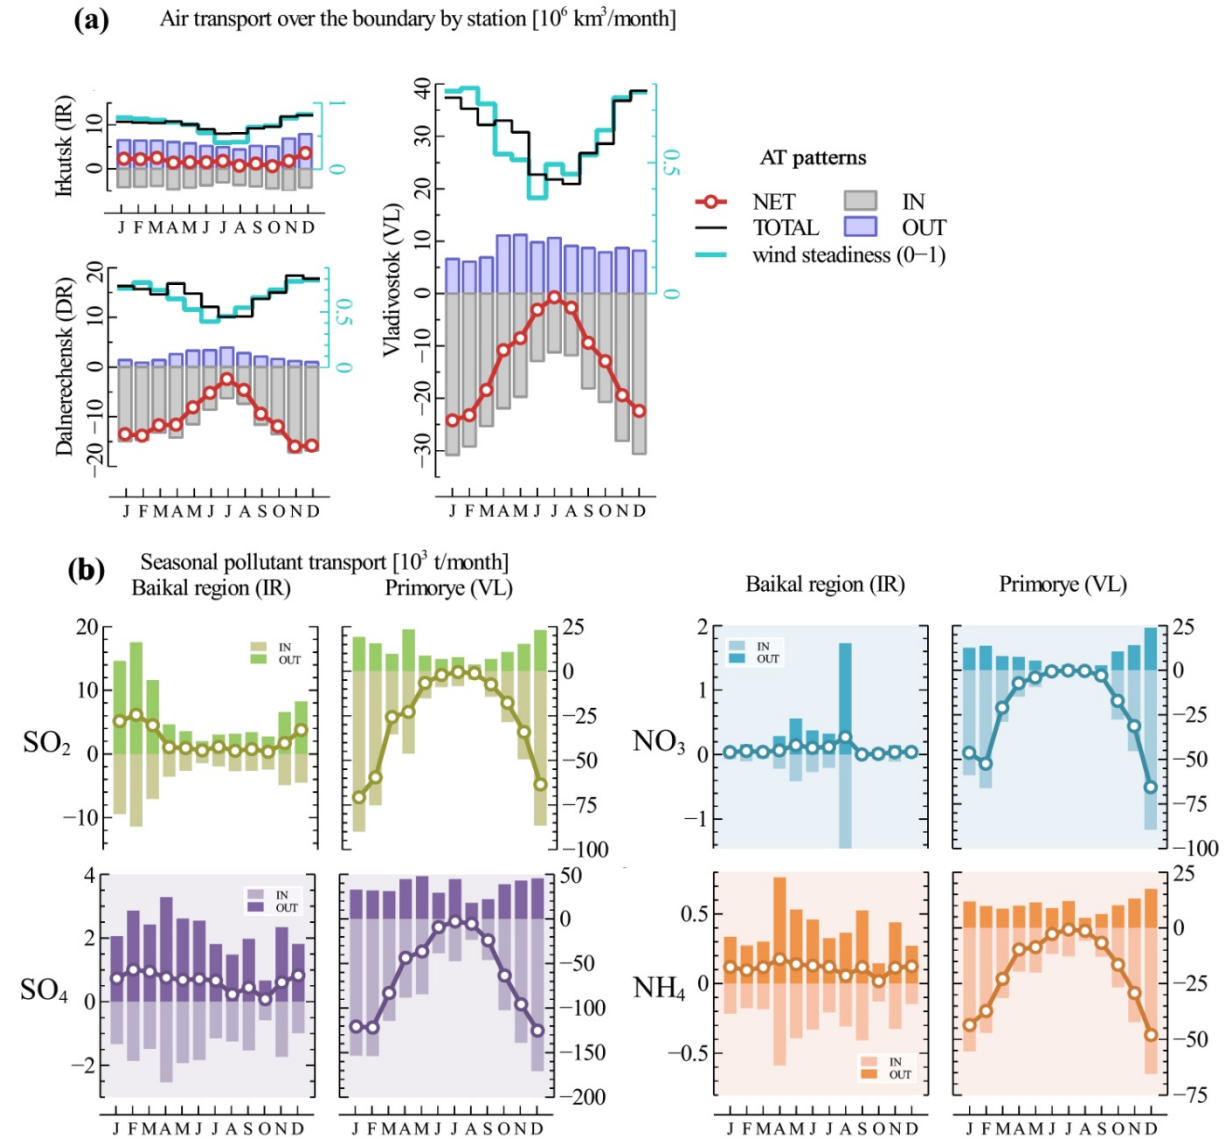 (a) Air transport over the boundary by station [10⁶ km³/month]
Irkutsk (IR)
10
0
1
0
J F M A M J J A S O N D
Dalnerechensk (DR)
20
10
0
−10
−20
0.5
0
J F M A M J J A S O N D
Vladivostok (VL)
40
30
20
10
0
−10
−20
−30
0.5
0
J F M A M J J A S O N D
AT patterns
NET IN
TOTAL OUT
wind steadiness (0−1)
(b) Seasonal pollutant transport [10³ t/month]
Baikal region (IR) Primorye (VL) Baikal region (IR) Primorye (VL)
SO₂
20
10
0
−10
IN
OUT
25
0
−25
−50
−75
−100
NO₃
2
1
0
−1
IN
OUT
25
0
−25
−50
−75
−100
SO₄
4
2
0
−2
IN
OUT
50
0
−50
−100
−150
−200
NH₄
0.5
0
−0.5
IN
OUT
25
0
−25
−50
−75
J F M A M J J A S O N D J F M A M J J A S O N D J F M A M J J A S O N D J F M A M J J A S O N D